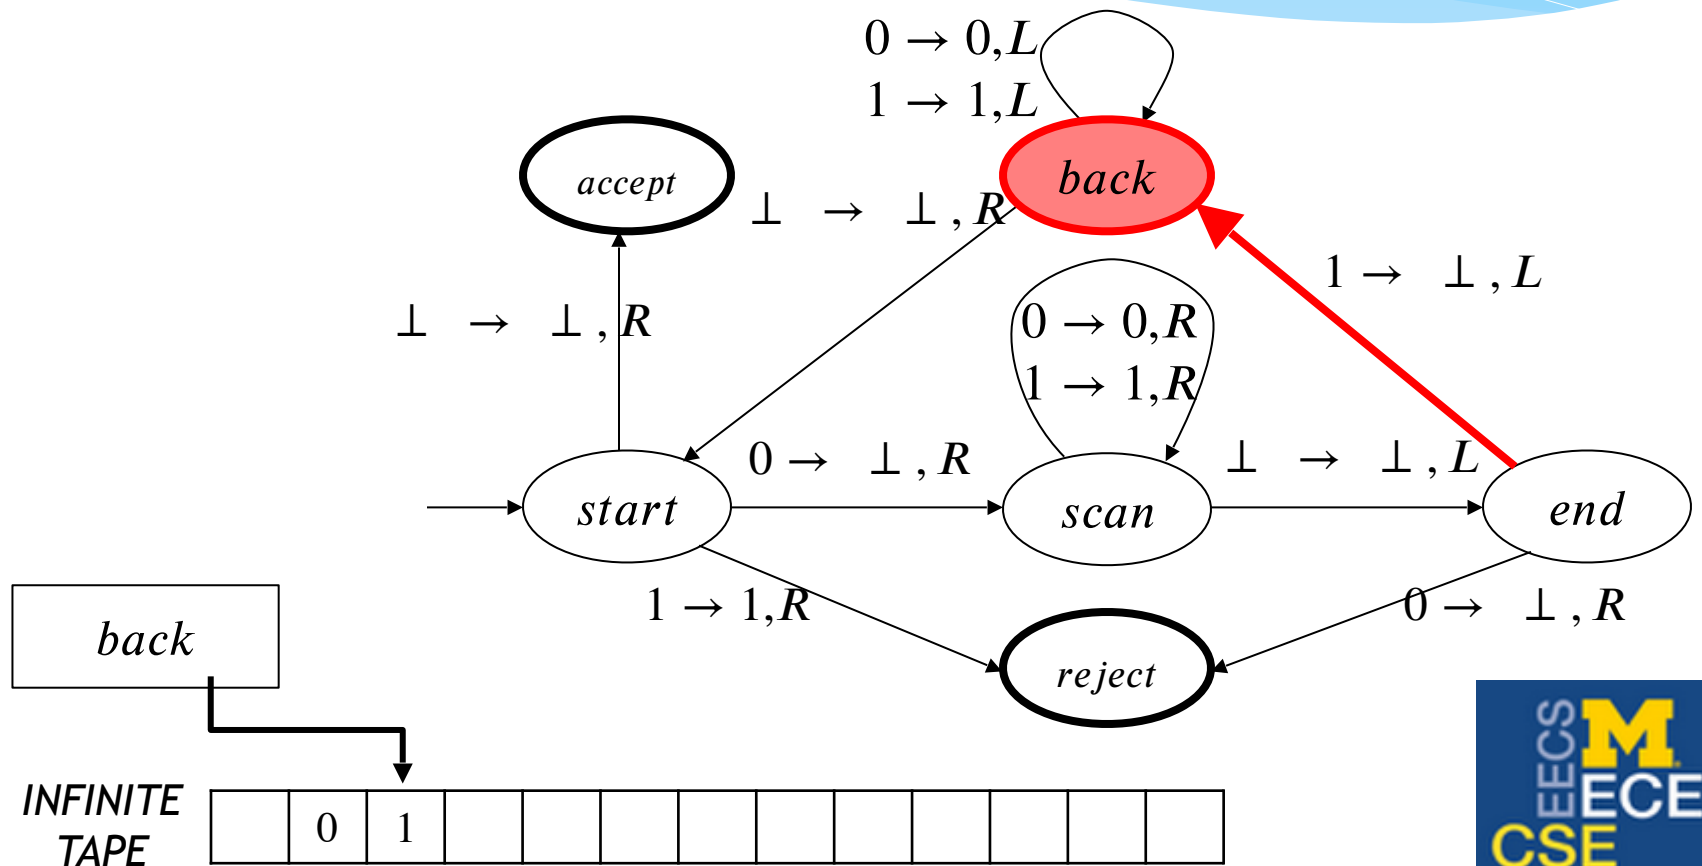 0 → 0,L
1 → 1,L
accept
back
⊥ → ⊥ , R
1 → ⊥ , L
⊥ → ⊥ , R
0 → 0,R
1 → 1,R
0 → ⊥ , R
⊥ → ⊥ , L
start
scan
end
1 → 1,R
0 → ⊥ , R
back
reject
INFINITE
TAPE
0 1
EECS
M
ECE
CSE